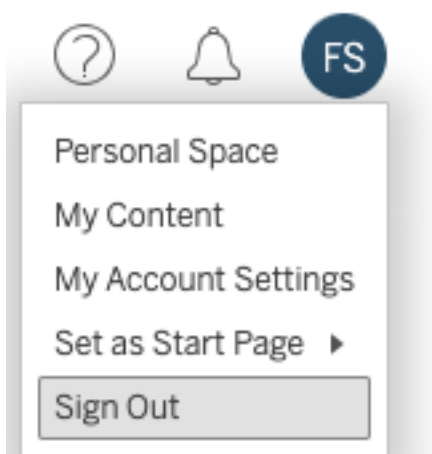 ? FS
Personal Space
My Content
My Account Settings
Set as Start Page
Sign Out